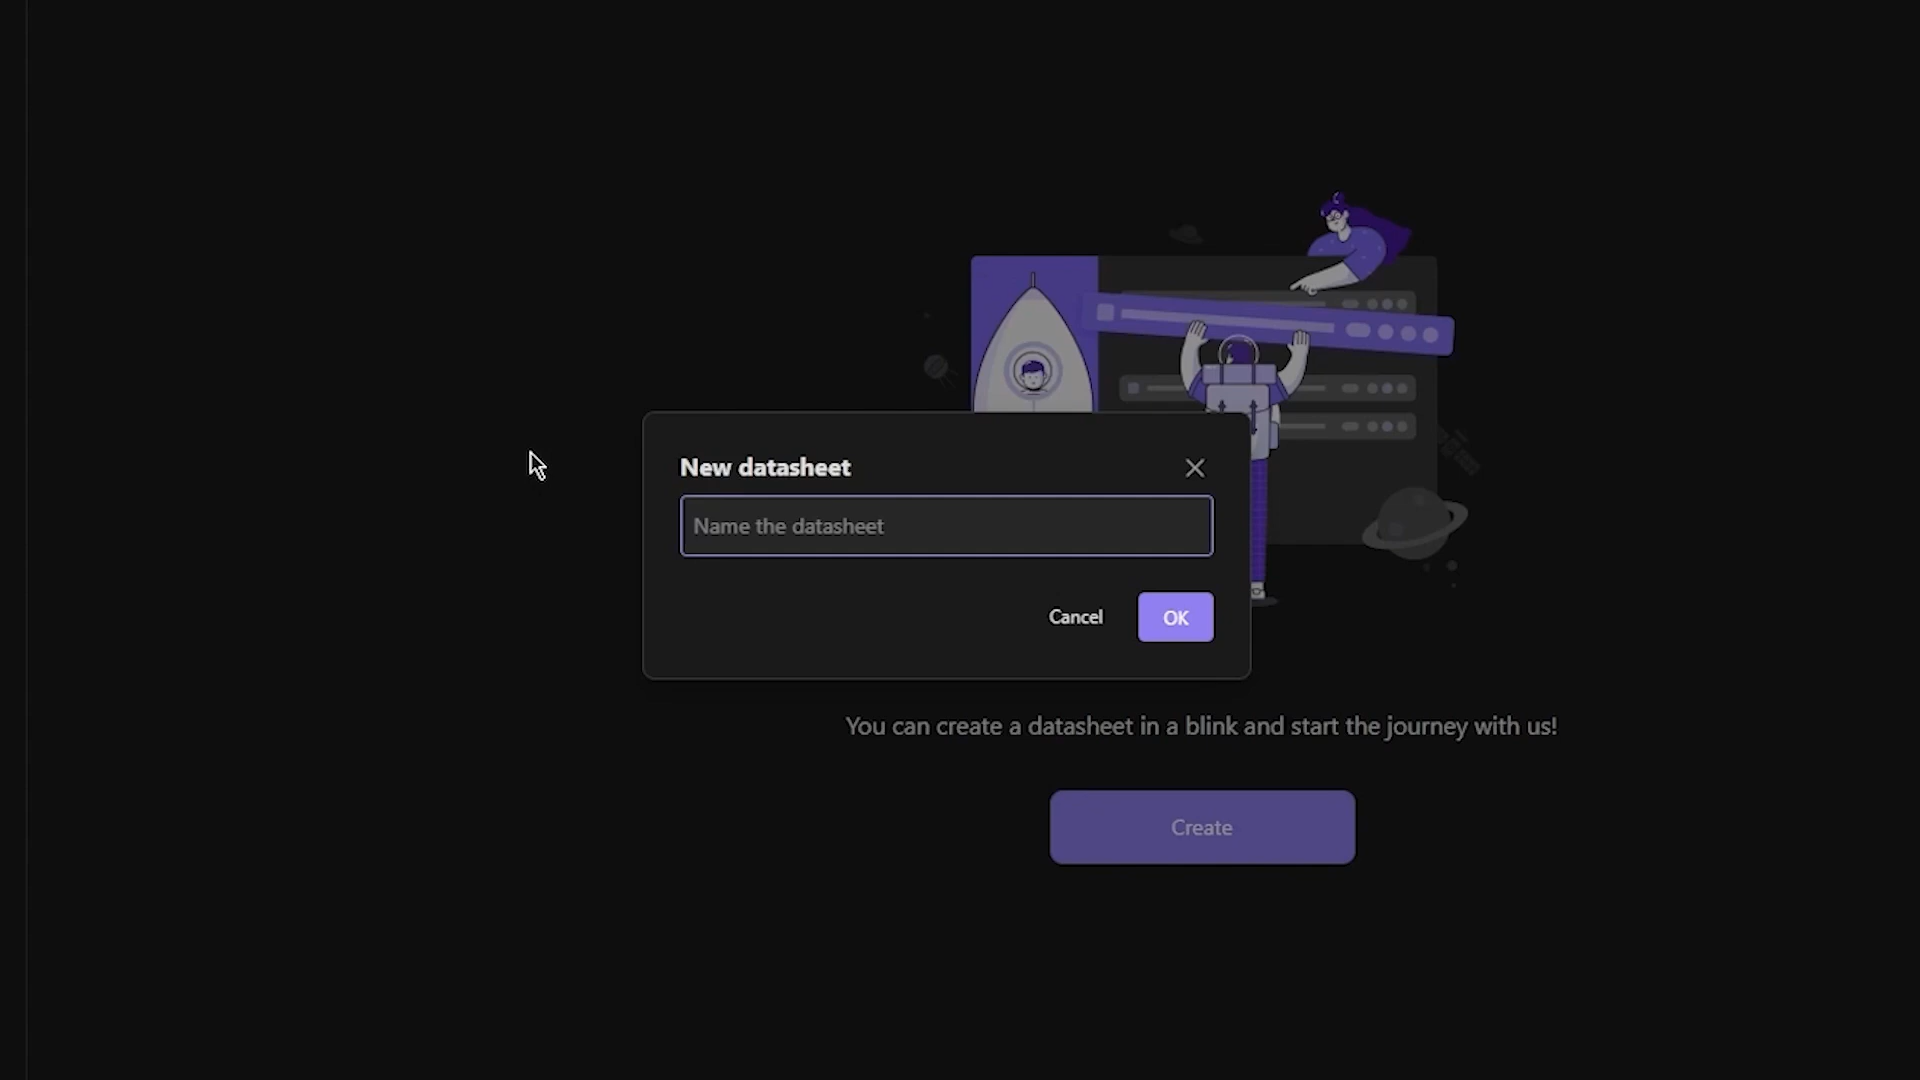 New datasheet
Name the datasheet
Cancel
OK
You can create a datasheet in a blink and start the journey with us!
Create